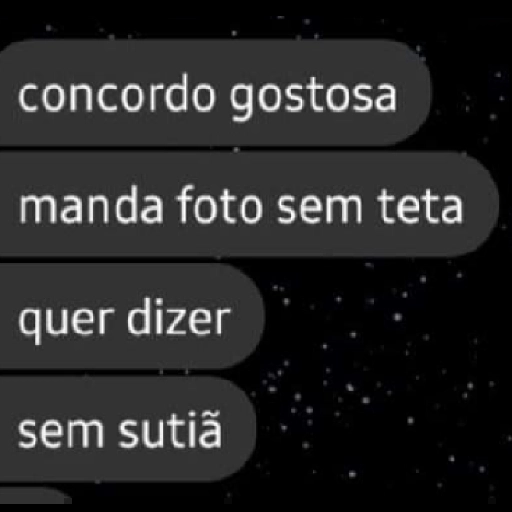 concordo gostosa
manda foto sem teta
quer dizer
sem sutiã